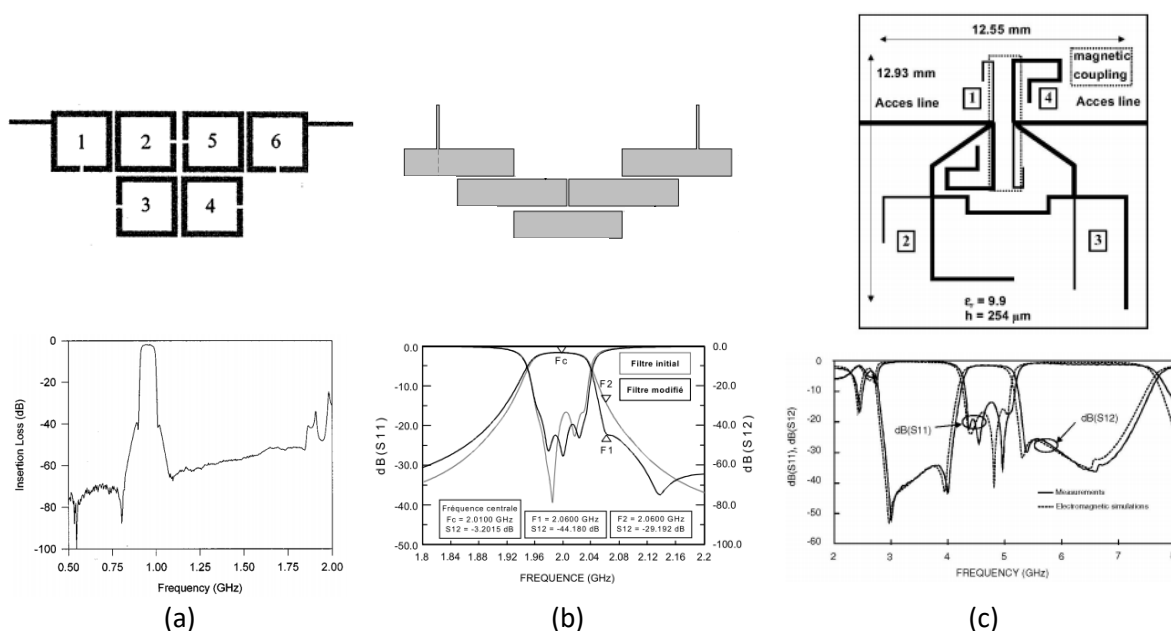 1
2
5
6
3
4
12.55 mm
12.93 mm
magnetic
coupling
1
4
Acces line
Acces line
2
3
εr = 9.9
h = 254 μm
0
-20
-40
-60
-80
-100
Insertion Loss (dB)
0.50
0.75
1.00
1.25
1.50
1.75
2.00
Frequency (GHz)
0.0
-10.0
-20.0
-30.0
-40.0
-50.0
dB(S11)
0.0
-20.0
-40.0
-60.0
-80.0
-100.0
dB(S12)
Filtre initial
Filtre modifié
Fc
F2
F1
Fréquence centrale
Fc = 2.0100 GHz
S12 = -3.2015 dB
F1 = 2.0600 GHz
S12 = -44.180 dB
F2 = 2.0600 GHz
S12 = -29.192 dB
1.8
1.84
1.88
1.92
1.96
2.0
2.04
2.08
2.12
2.16
2.2
FREQUENCE (GHz)
0
-10
-20
-30
-40
-50
-60
dB(S11), dB(S12)
dB(S11)
dB(S12)
Measurements
Electromagnetic simulations
2
3
4
5
6
7
FREQUENCY (GHz)
(a)
(b)
(c)